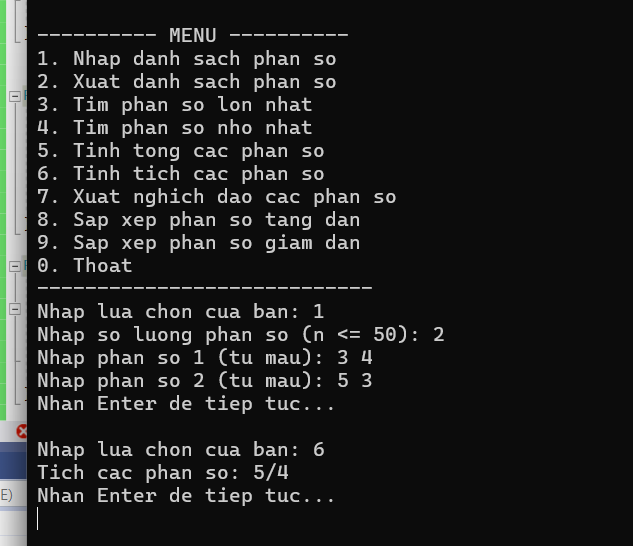 ---------- MENU ----------
1. Nhap danh sach phan so
2. Xuat danh sach phan so
3. Tim phan so lon nhat
4. Tim phan so nho nhat
5. Tinh tong cac phan so
6. Tinh tich cac phan so
7. Xuat nghich dao cac phan so
8. Sap xep phan so tang dan
9. Sap xep phan so giam dan
0. Thoat
----------------------------
Nhap lua chon cua ban: 1
Nhap so luong phan so (n <= 50): 2
Nhap phan so 1 (tu mau): 3 4
Nhap phan so 2 (tu mau): 5 3
Nhan Enter de tiep tuc...
Nhap lua chon cua ban: 6
Tich cac phan so: 5/4
Nhan Enter de tiep tuc...
E)